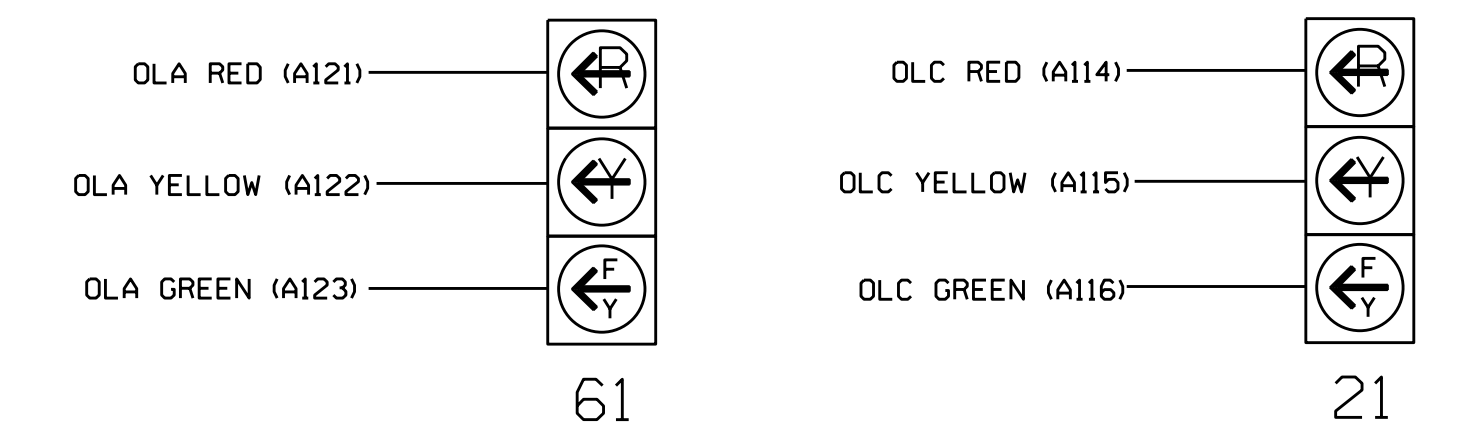 OLA RED (A121)
R
OLA YELLOW (A122)
Y
OLA GREEN (A123)
F
Y
61
OLC RED (A114)
R
OLC YELLOW (A115)
Y
OLC GREEN (A116)
F
Y
21